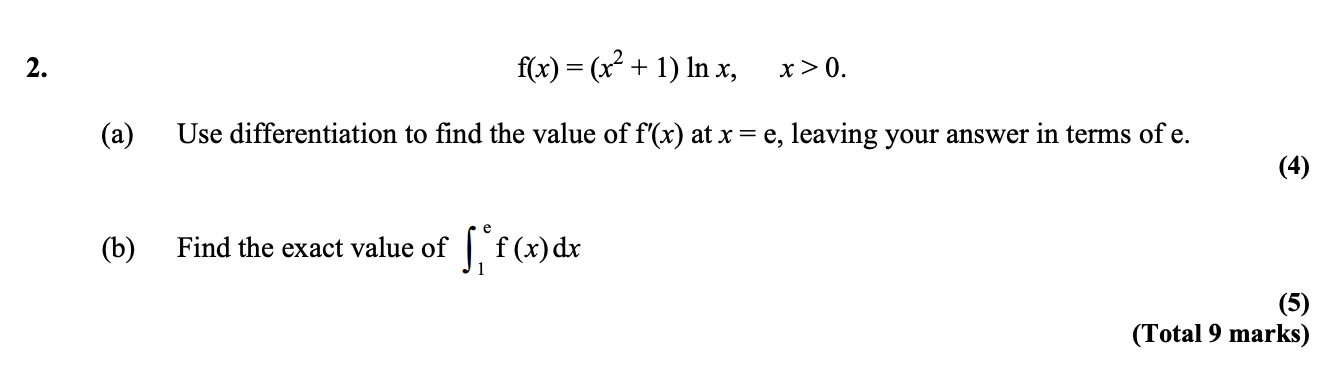 2. f(x) = (x² + 1) ln x, x > 0.
(a) Use differentiation to find the value of f′(x) at x = e, leaving your answer in terms of e.
(4)
(b) Find the exact value of ∫₁ᵉ f (x) dx
(5)
(Total 9 marks)